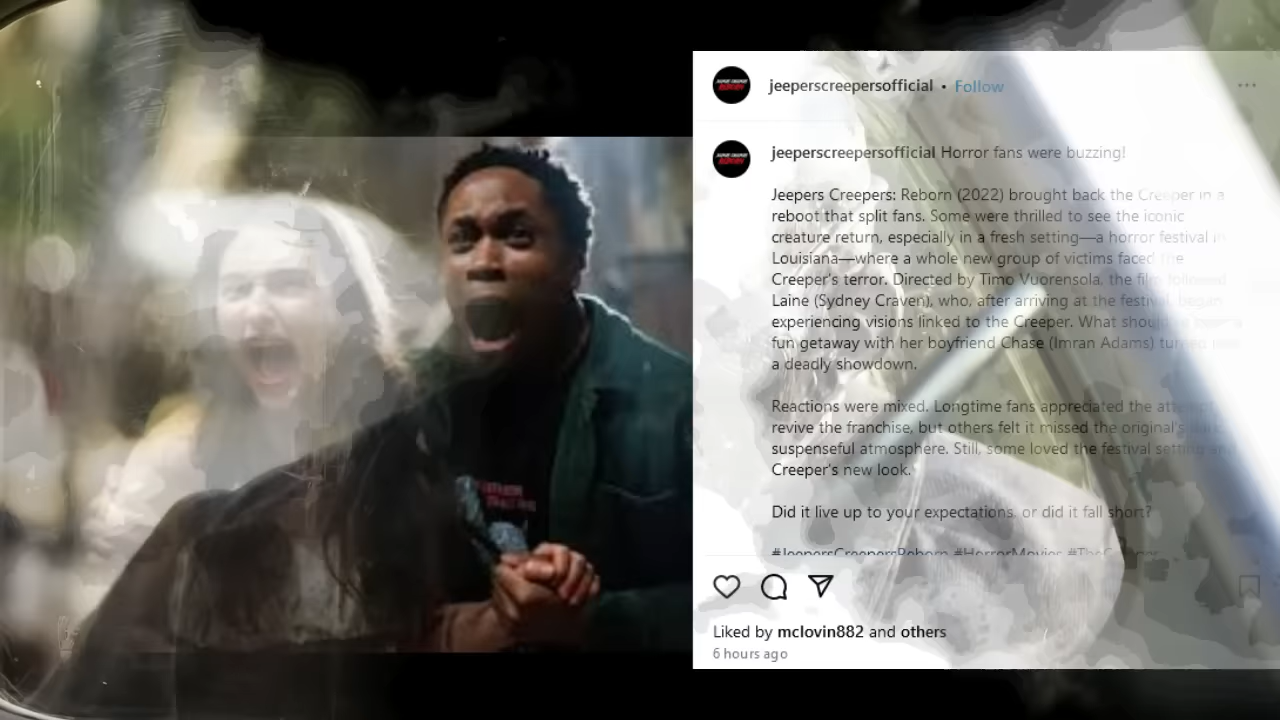 jeeperscreepersofficial • Follow
jeeperscreepersofficial Horror fans were buzzing!
Jeepers Creepers: Reborn (2022) brought back the Creeper in a
reboot that split fans. Some were thrilled to see the iconic
creature return, especially in a fresh setting—a horror festival in
Louisiana—where a whole new group of victims faced the
Creeper's terror. Directed by Timo Vuorensola, the film followed
Laine (Sydney Craven), who, after arriving at the festival, began
experiencing visions linked to the Creeper. What should
fun getaway with her boyfriend Chase (Imran Adams) turned into
a deadly showdown.
Reactions were mixed. Longtime fans appreciated the
revive the franchise, but others felt it missed the original's
suspenseful atmosphere. Still, some loved the festival setting and
Creeper's new look.
Did it live up to your expectations, or did it fall short?
#JeepersCreepersReborn #HorrorMovies #TheCreeper
Liked by mclovin882 and others
6 hours ago